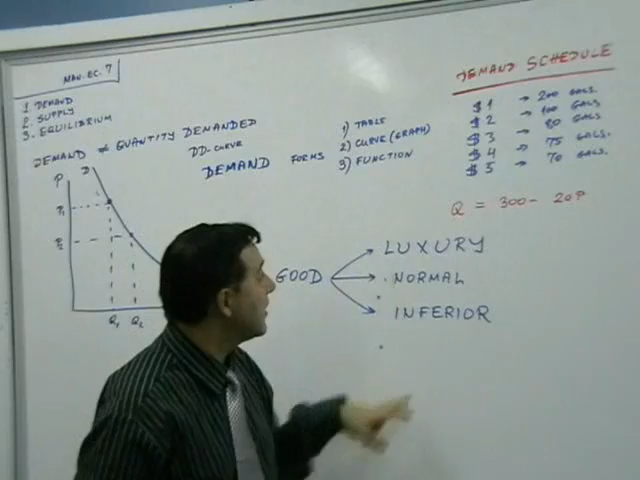 MAN. EC. 7
1. DEMAND
2. SUPPLY
3. EQUILIBRIUM
DEMAND ≠ QUANTITY DEMANDED
DD-CURVE
DEMAND FORMS
1) TABLE
2) CURVE (GRAPH)
3) FUNCTION
DEMAND SCHEDULE
$1 → 200 GALS.
$2 → 100 GALS
$3 → 80 GALS.
$4 → 75 GALS.
$5 → 70 GALS.
Q = 300 - 20P
P
D
P1
P2
Q1 Q2
GOOD
LUXURY
NORMAL
INFERIOR